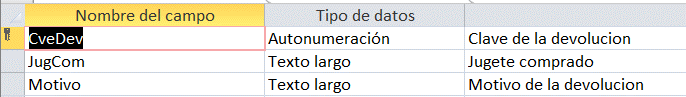 Nombre del campo Tipo de datos
CveDev Autonumeración Clave de la devolucion
JugCom Texto largo Jugete comprado
Motivo Texto largo Motivo de la devolucion